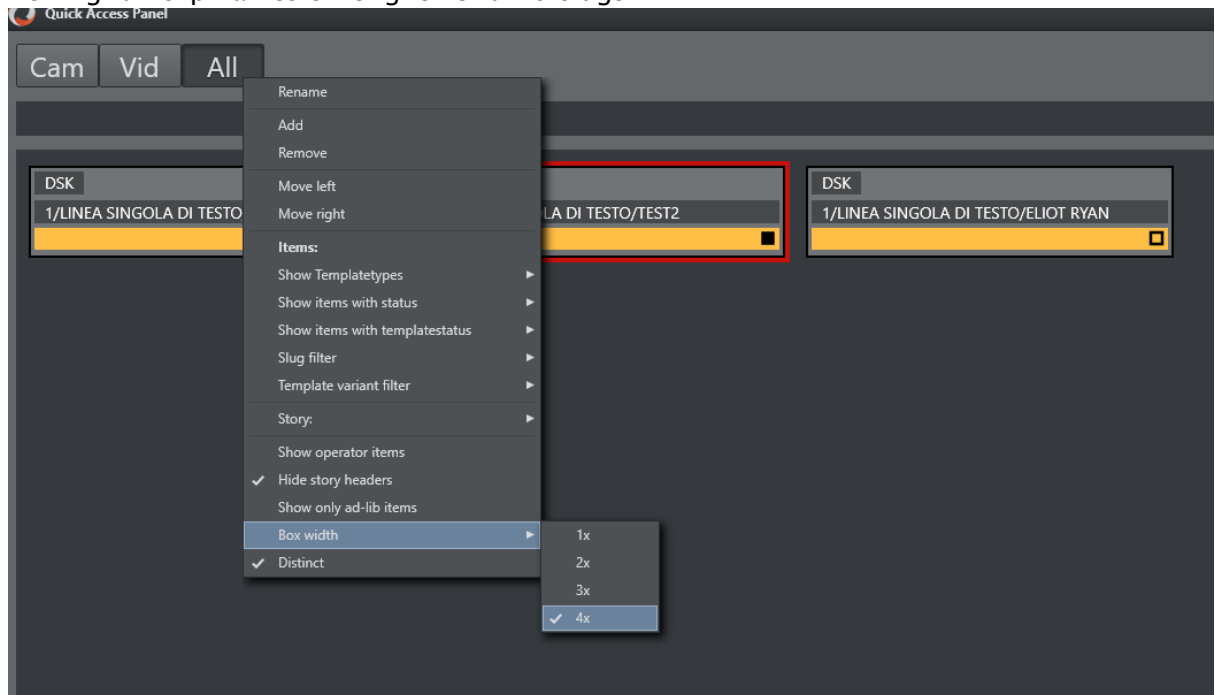 Quick Access Panel
Cam Vid All
Rename
Add
Remove
Move left
Move right
Items:
Show Templatetypes
Show items with status
Show items with templatestatus
Slug filter
Template variant filter
Story:
Show operator items
Hide story headers
Show only ad-lib items
Box width
Distinct
1x
2x
3x
4x
DSK
1/LINEA SINGOLA DI TESTO
DI TESTO/TEST2
DSK
1/LINEA SINGOLA DI TESTO/ELIOT RYAN